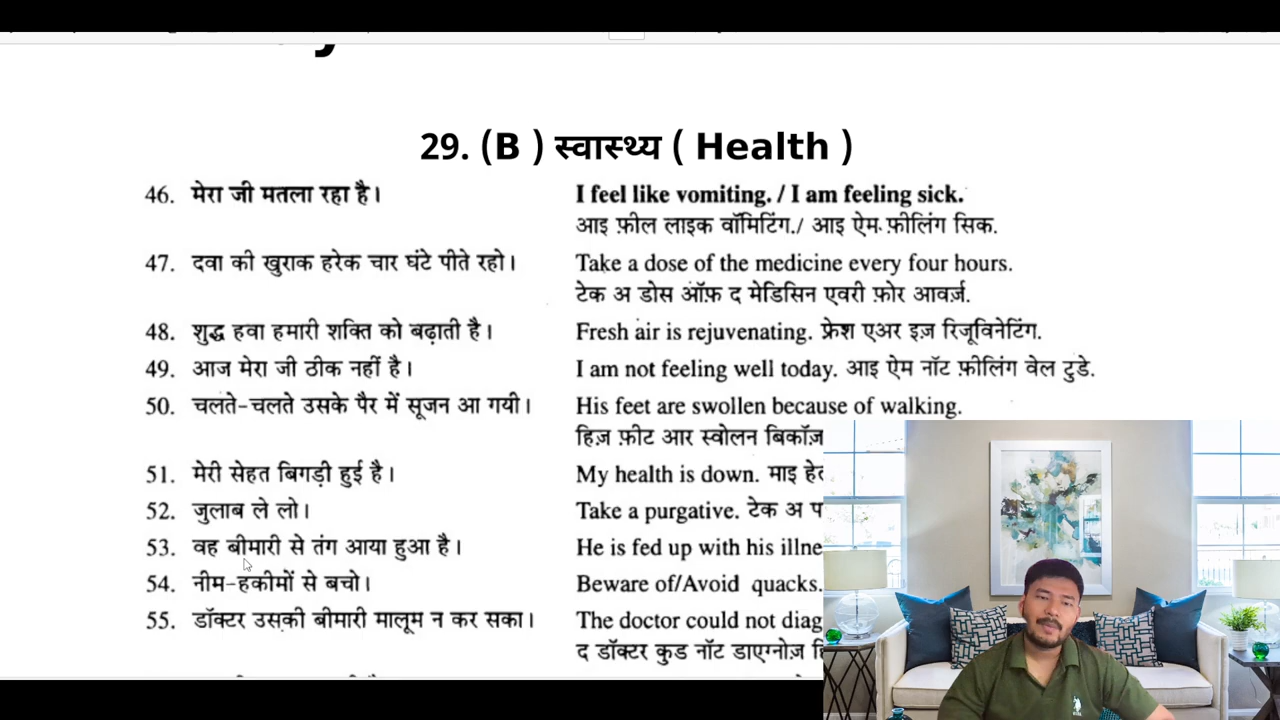 29. (B ) स्वास्थ्य ( Health )
46. मेरा जी मतला रहा है। I feel like vomiting. / I am feeling sick.
आइ फ़ील लाइक वॉमिटिंग./ आइ ऐम फ़ीलिंग सिक.
47. दवा की खुराक हरेक चार घंटे पीते रहो। Take a dose of the medicine every four hours.
टेक अ डोस ऑफ़ द मेडिसिन एवरी फ़ोर आवर्ज़.
48. शुद्ध हवा हमारी शक्ति को बढ़ाती है। Fresh air is rejuvenating. फ्रेश एअर इज़ रिजूविनेटिंग.
49. आज मेरा जी ठीक नहीं है। I am not feeling well today. आइ ऐम नॉट फ़ीलिंग वेल टुडे.
50. चलते-चलते उसके पैर में सूजन आ गयी। His feet are swollen because of walking.
हिज़ फ़ीट आर स्वोलन बिकॉज़
51. मेरी सेहत बिगड़ी हुई है। My health is down. माइ
52. जुलाब ले लो। Take a purgative. टेक अ
53. वह बीमारी से तंग आया हुआ है। He is fed up with his
54. नीम-हकीमों से बचो। Beware of/Avoid quacks.
55. डॉक्टर उसकी बीमारी मालूम न कर सका। The doctor could not
द डॉक्टर कुड नॉट डाएग्नोज़